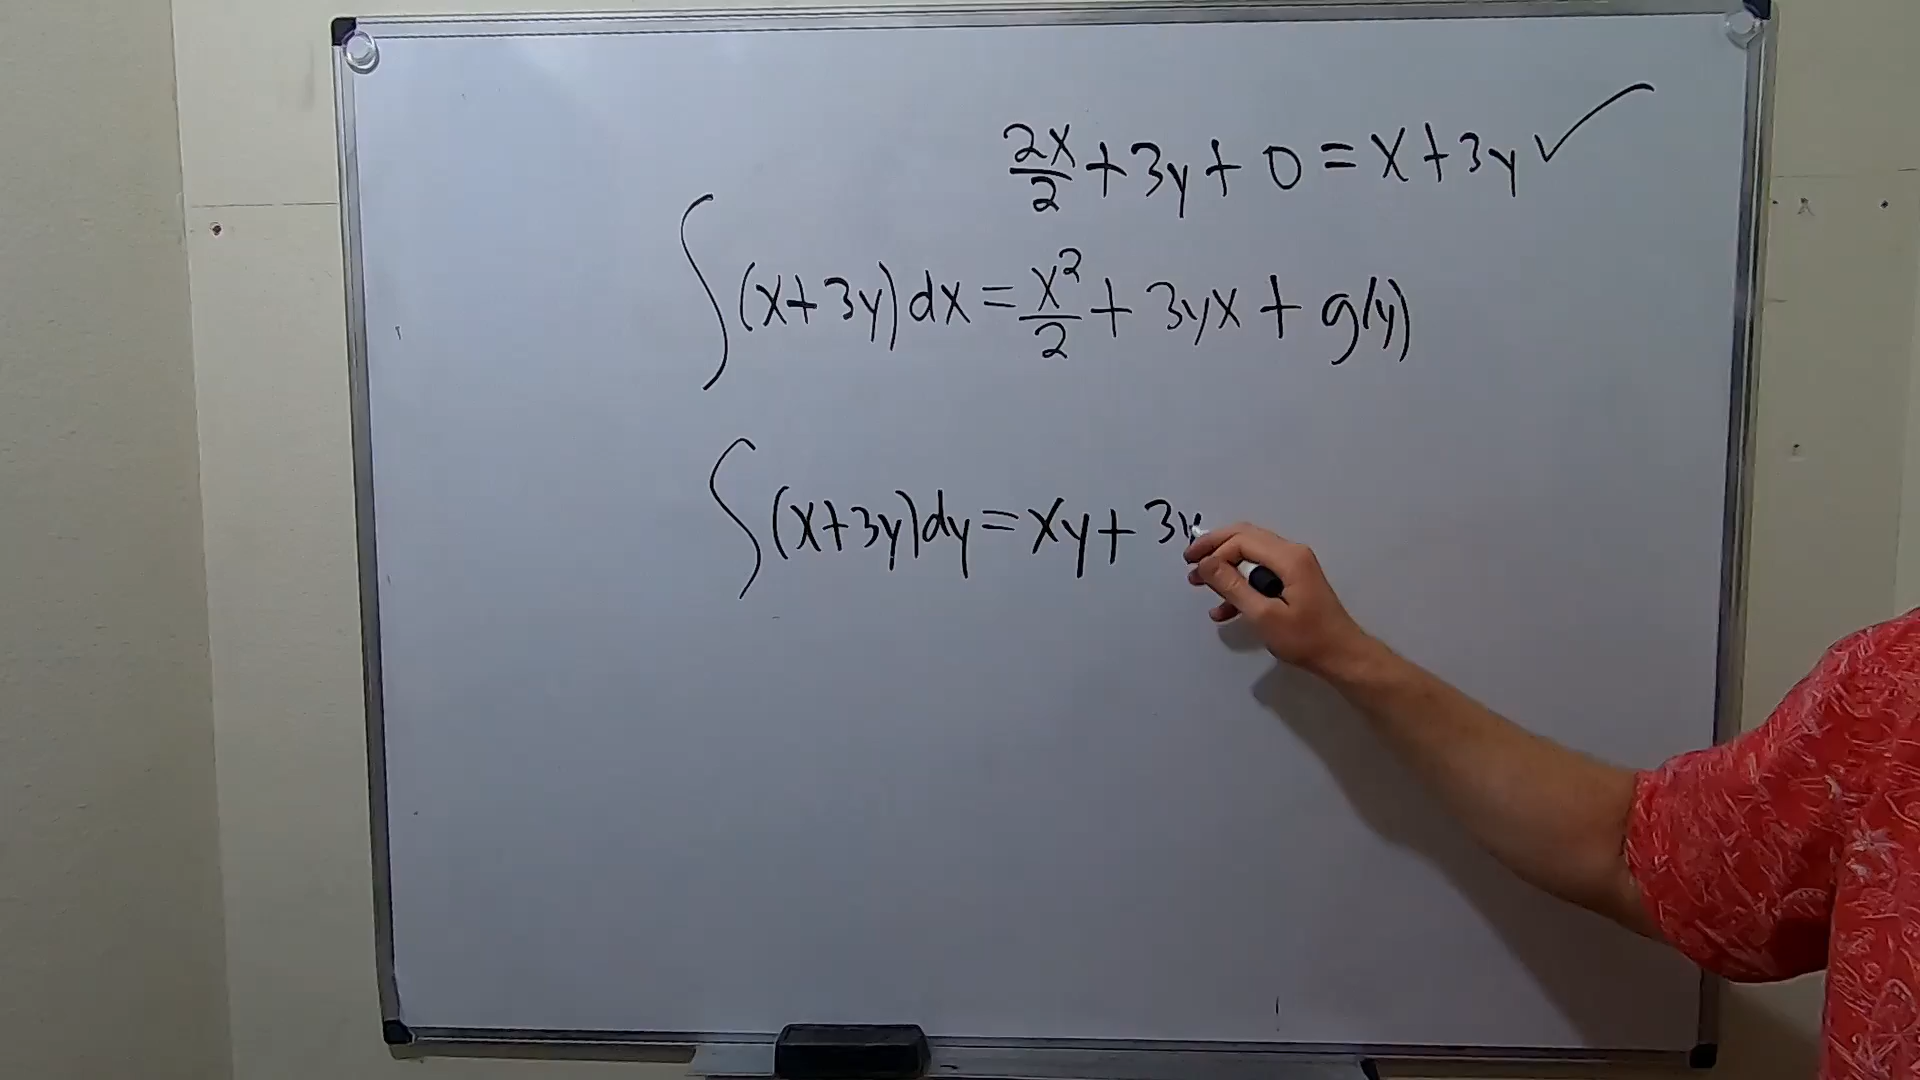 2x/2 + 3y + 0 = x + 3y ✓
∫(x + 3y)dx = x²/2 + 3yx + g(y)
∫(x + 3y)dy = xy + 3y